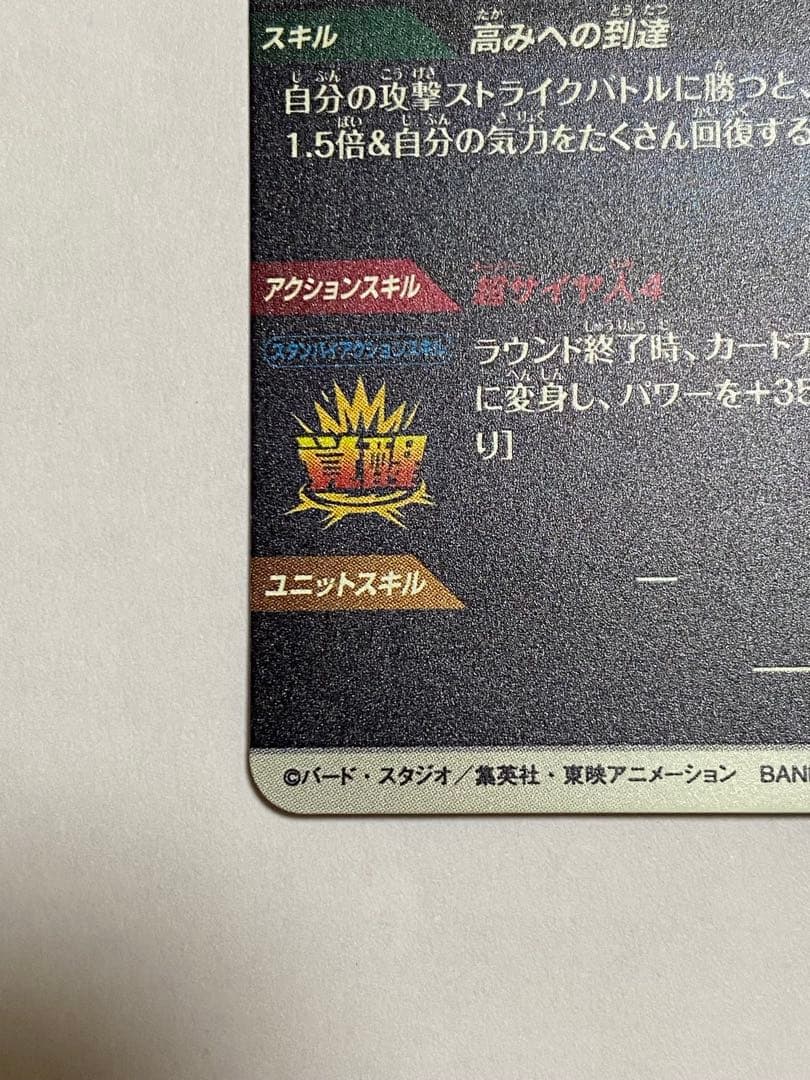 スキル 高みへの到達
自分の攻撃ストライクバトルに勝つと、
1.5倍&自分の気力をたくさん回復する
アクションスキル 超サイヤ人4
スタンバイアクションスキル
覚醒
ラウンド終了時、カードア
に変身し、パワーを+35
り]
ユニットスキル ー
©バード・スタジオ／集英社・東映アニメーション BAN